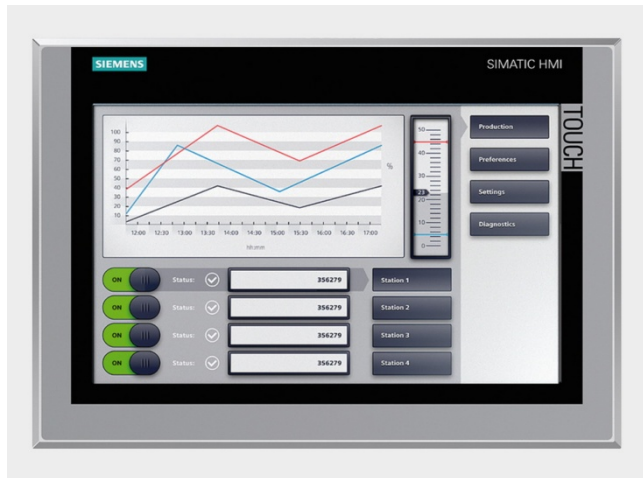 SIEMENS
SIMATIC HMI
TOUCH
100
90
80
70
60
50
40
30
20
10
%
12:00 12:30 13:00 13:30 14:00 14:30 15:00 15:30 16:00 16:30 17:00
hh:mm
50
40
30
23
20
10
0
Production
Preferences
Settings
Diagnostics
ON Status: 356279 Station 1
ON Status: 356279 Station 2
ON Status: 356279 Station 3
ON Status: 356279 Station 4